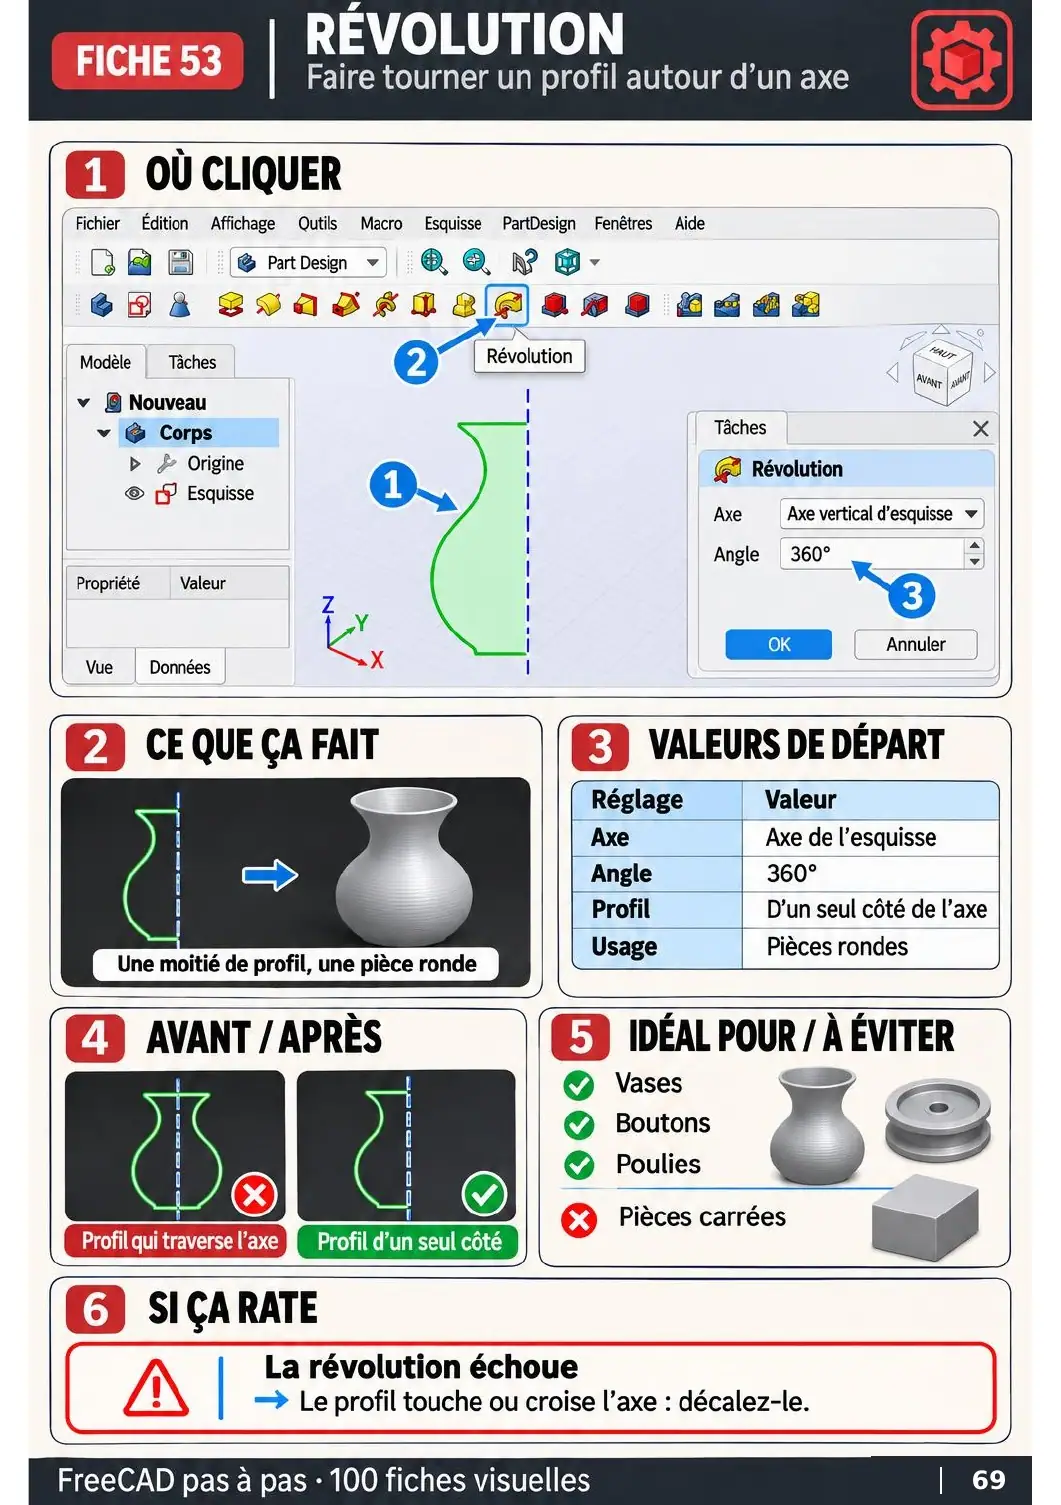 FICHE 53
RÉVOLUTION
Faire tourner un profil autour d'un axe
1 OÙ CLIQUER
Fichier Édition Affichage Outils Macro Esquisse PartDesign Fenêtres Aide
Part Design
2
Révolution
HAUT
AVANT
AVANT
Modèle Tâches
Nouveau
Corps
Origine
Esquisse
Propriété Valeur
Vue Données
1
Z
Y
X
Tâches
Révolution
Axe Axe vertical d'esquisse
Angle 360°
3
OK Annuler
2 CE QUE ÇA FAIT
Une moitié de profil, une pièce ronde
3 VALEURS DE DÉPART
Réglage Valeur
Axe Axe de l'esquisse
Angle 360°
Profil D'un seul côté de l'axe
Usage Pièces rondes
4 AVANT / APRÈS
Profil qui traverse l'axe
Profil d'un seul côté
5 IDÉAL POUR / À ÉVITER
Vases
Boutons
Poulies
Pièces carrées
6 SI ÇA RATE
La révolution échoue
→ Le profil touche ou croise l'axe : décalez-le.
FreeCAD pas à pas · 100 fiches visuelles | 69